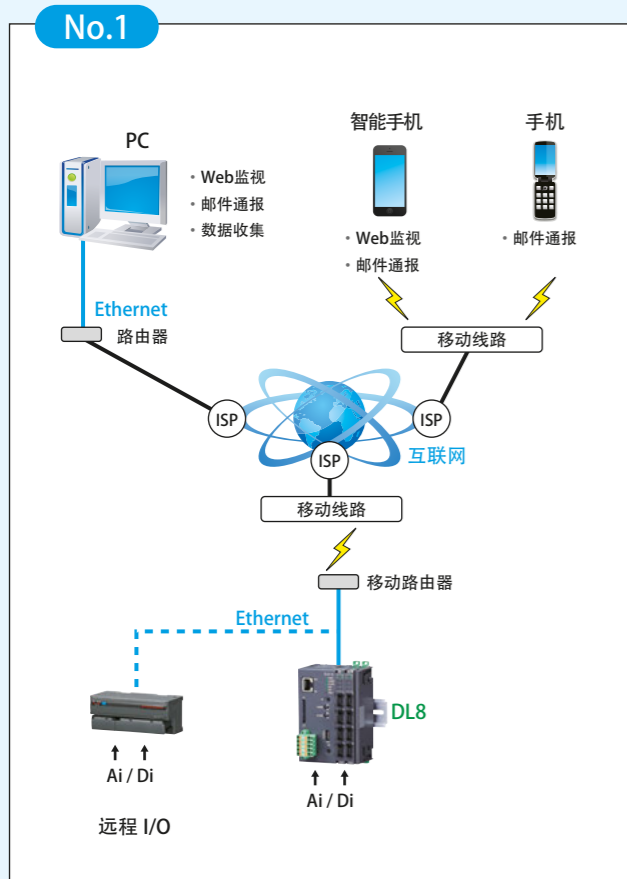 No.1
PC
· Web监视
· 邮件通报
· 数据收集
智能手机
· Web监视
· 邮件通报
手机
· 邮件通报
Ethernet
路由器
移动线路
ISP
ISP
ISP
互联网
移动线路
移动路由器
Ethernet
DL8
Ai / Di
Ai / Di
远程 I/O